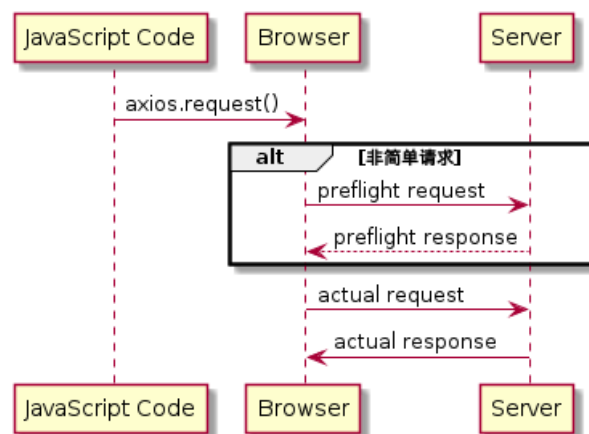 JavaScript Code Browser Server
axios.request()
alt [非简单请求]
preflight request
preflight response
actual request
actual response
JavaScript Code Browser Server